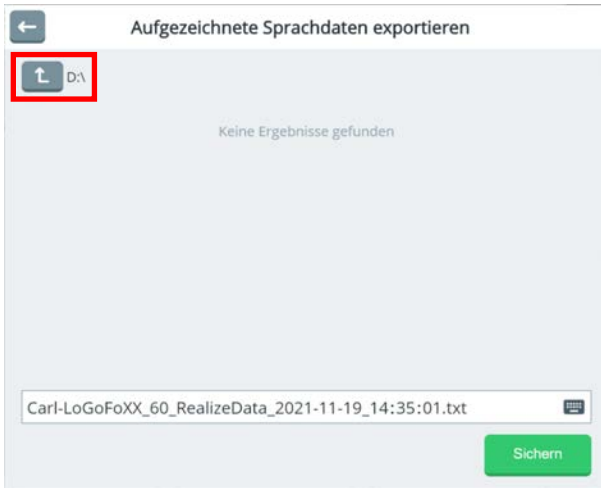 Aufgezeichnete Sprachdaten exportieren
D:\
Keine Ergebnisse gefunden
Carl-LoGoFoXX_60_RealizeData_2021-11-19_14:35:01.txt
Sichern